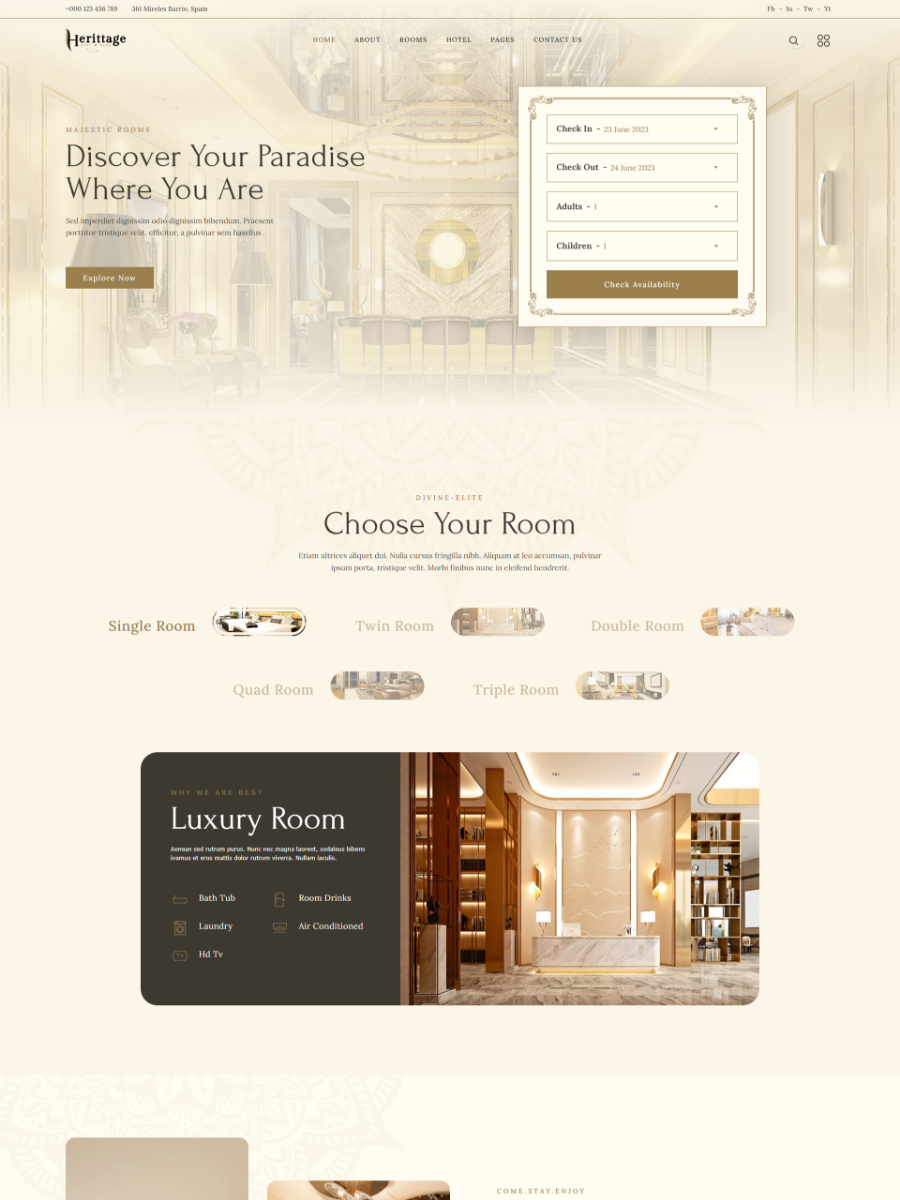 +000 123 456 789 361 Mireles Barrio, Spain
Fb - In - Tw - Yt
Herittage
HOME ABOUT ROOMS HOTEL PAGES CONTACT US
MAJESTIC ROOMS
Discover Your Paradise
Where You Are
Sed imperdiet dignissim odio dignissim bibendum. Praesent
porttitor tristique velit. efficitur, a pulvinar sem hasellus .
Explore Now
Check In - 23 June 2023
Check Out - 24 June 2023
Adults - 1
Children - 1
Check Availability
DIVINE-ELITE
Choose Your Room
Etiam ultrices aliquet dui. Nulla cursus fringilla nibh. Aliquam at leo accumsan, pulvinar
ipsum porta, tristique velit. Morbi finibus nunc in eleifend hendrerit.
Single Room
Twin Room
Double Room
Quad Room
Triple Room
WHY WE ARE BEST
Luxury Room
Aenean sed rutrum purus. Nunc nec magna laoreet, sodaleus bibens
ivamus et eros mattis dolor rutrum viverra. Nullam iaculis.
Bath Tub
Room Drinks
Laundry
Air Conditioned
Hd Tv
COME.STAY.ENJOY